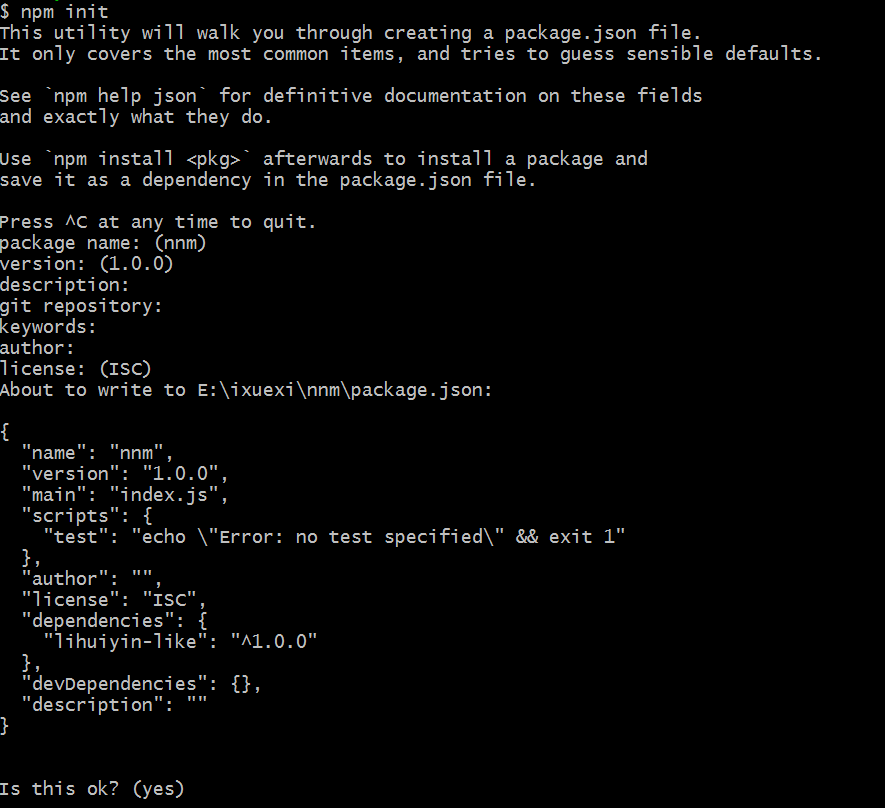 $ npm init
This utility will walk you through creating a package.json file.
It only covers the most common items, and tries to guess sensible defaults.

See `npm help json` for definitive documentation on these fields
and exactly what they do.

Use `npm install <pkg>` afterwards to install a package and
save it as a dependency in the package.json file.

Press ^C at any time to quit.
package name: (nnm)
version: (1.0.0)
description:
git repository:
keywords:
author:
license: (ISC)
About to write to E:\ixuexi\nnm\package.json:

{
  "name": "nnm",
  "version": "1.0.0",
  "main": "index.js",
  "scripts": {
    "test": "echo \"Error: no test specified\" && exit 1"
  },
  "author": "",
  "license": "ISC",
  "dependencies": {
    "lihuiyin-like": "^1.0.0"
  },
  "devDependencies": {},
  "description": ""
}

Is this ok? (yes)